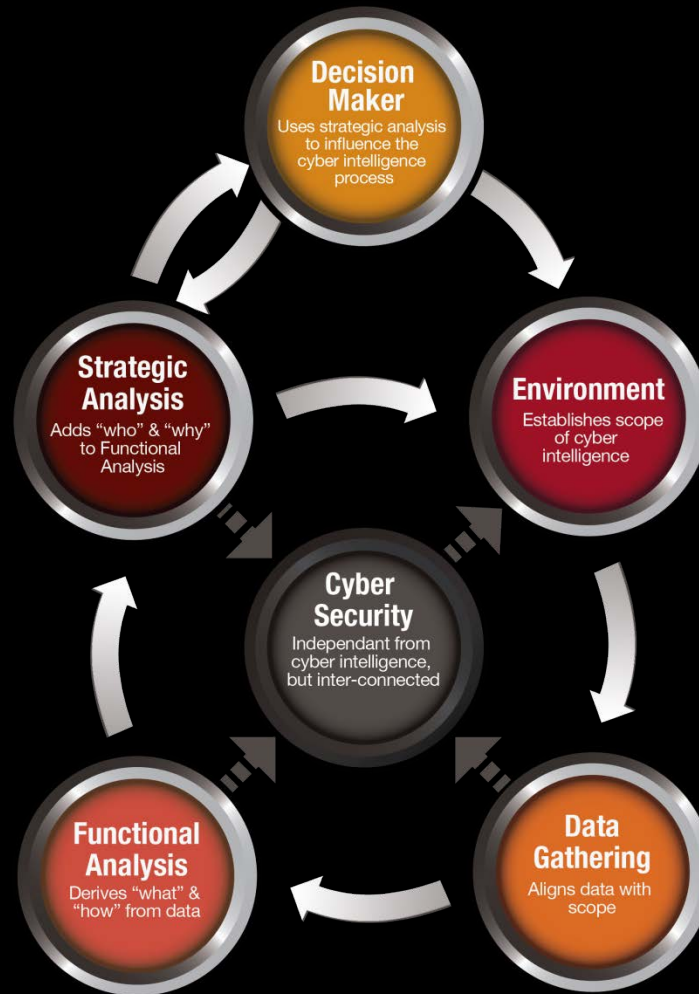 Decision
Maker
Uses strategic analysis
to influence the
cyber intelligence
process
Strategic
Analysis
Adds “who” & “why”
to Functional
Analysis
Environment
Establishes scope
of cyber
intelligence
Cyber
Security
Independant from
cyber intelligence,
but inter-connected
Functional
Analysis
Derives “what” &
“how” from data
Data
Gathering
Aligns data with
scope